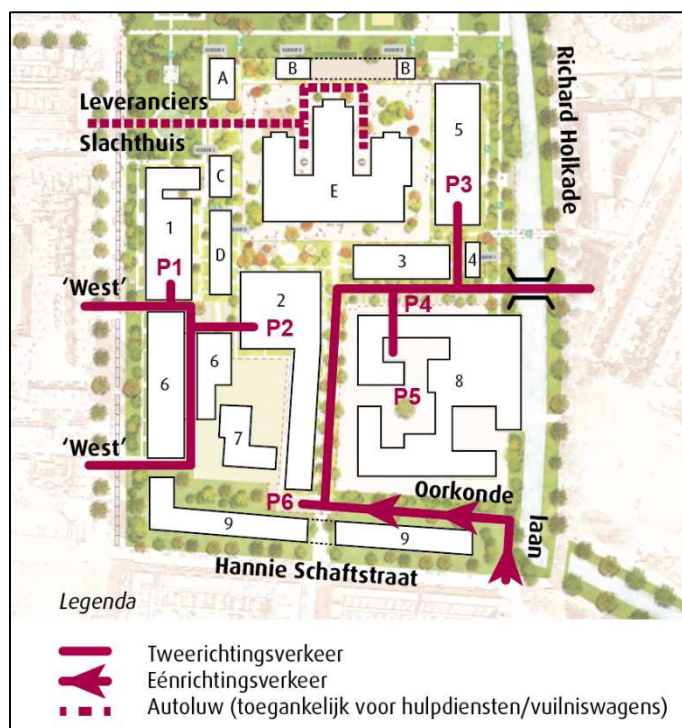 A
B
B
Leveranciers
Slachthuis
5
Richard Holkade
C
E
P3
1
D
3
4
'West'
P1
2
P2
P4
6
6
8
P5
7
'West'
P6
Oorkonde
laan
9
9
Hannie Schaftstraat
Legenda
Tweerichtingsverkeer
Eénrichtingsverkeer
Autoluw (toegankelijk voor hulpdiensten/vuilniswagens)